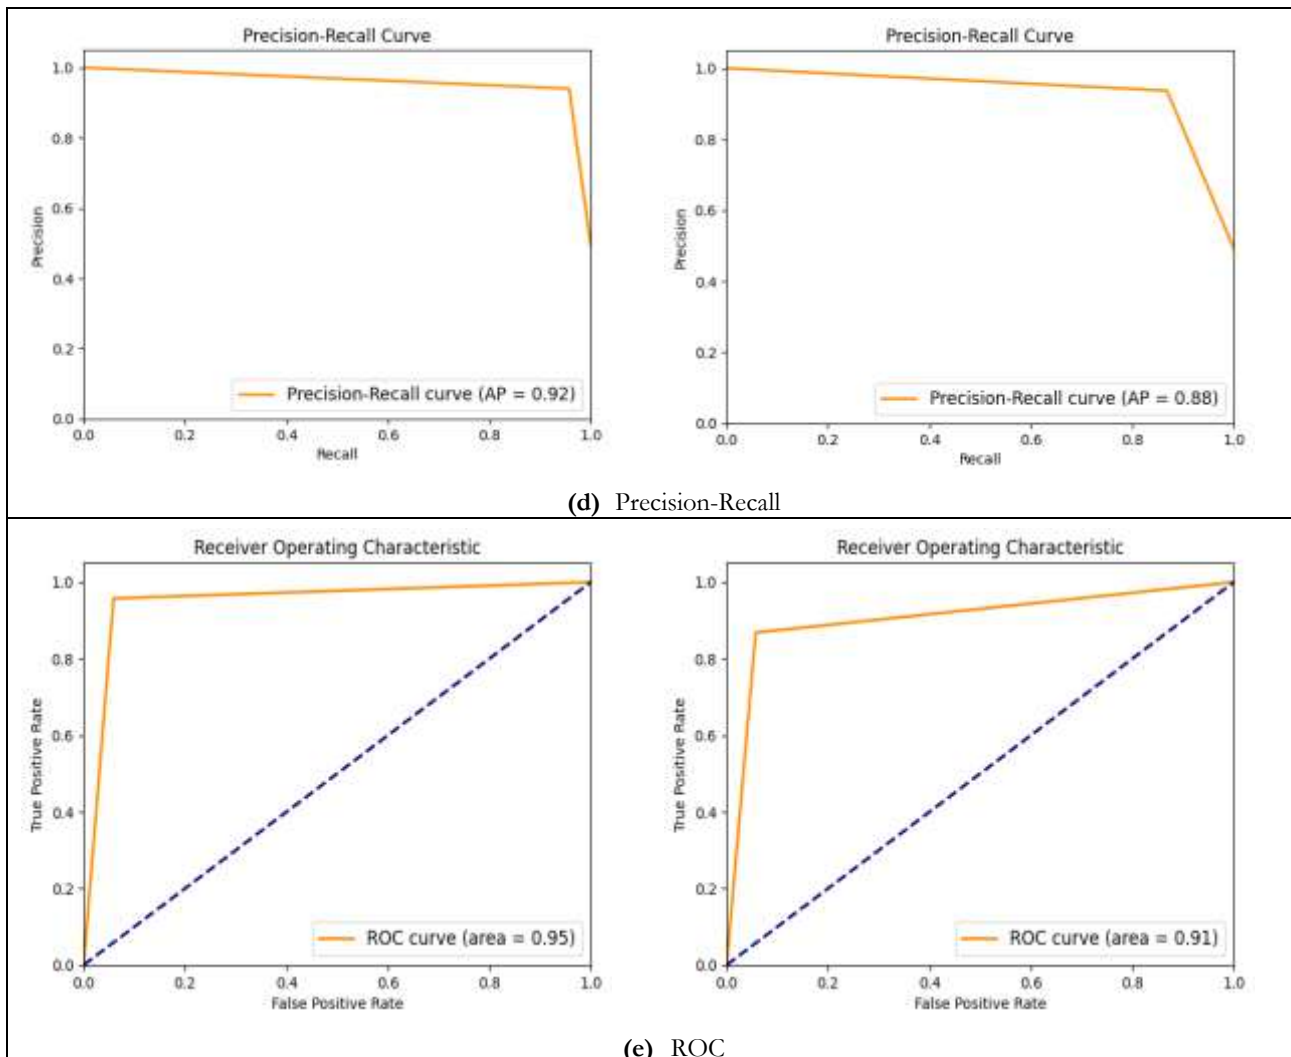 Precision-Recall Curve
1.0
0.8
0.6
0.4
0.2
0.0
Precision
0.0 0.2 0.4 0.6 0.8 1.0
Recall
Precision-Recall curve (AP = 0.92)
Precision-Recall Curve
1.0
0.8
0.6
0.4
0.2
0.0
Precision
0.0 0.2 0.4 0.6 0.8 1.0
Recall
Precision-Recall curve (AP = 0.88)
(d) Precision-Recall
Receiver Operating Characteristic
1.0
0.8
0.6
0.4
0.2
0.0
True Positive Rate
0.0 0.2 0.4 0.6 0.8 1.0
False Positive Rate
ROC curve (area = 0.95)
Receiver Operating Characteristic
1.0
0.8
0.6
0.4
0.2
0.0
True Positive Rate
0.0 0.2 0.4 0.6 0.8 1.0
False Positive Rate
ROC curve (area = 0.91)
(e) ROC